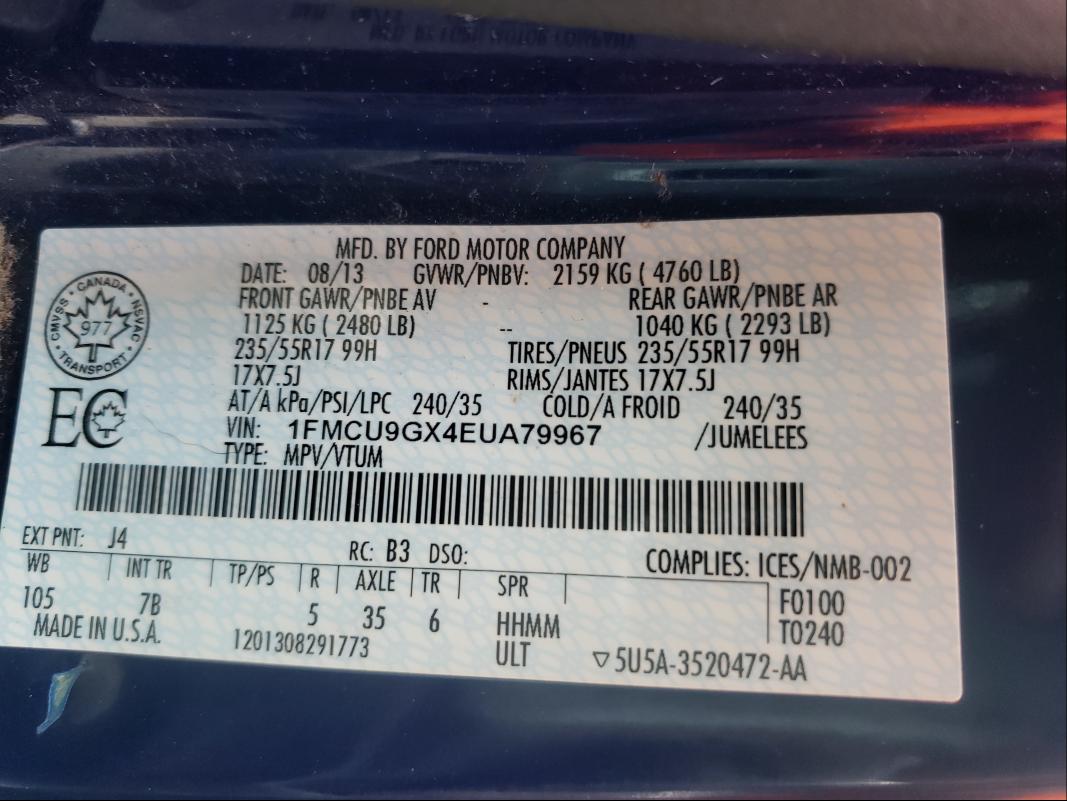 MFD. BY FORD MOTOR COMPANY
MFD. BY FORD MOTOR COMPANY
DATE: 08/13 GVWR/PNBV: 2159 KG ( 4760 LB)
FRONT GAWR/PNBE AV - REAR GAWR/PNBE AR
1125 KG ( 2480 LB) -- 1040 KG ( 2293 LB)
235/55R17 99H TIRES/PNEUS 235/55R17 99H
17X7.5J RIMS/JANTES 17X7.5J
AT/A kPa/PSI/LPC 240/35 COLD/A FROID 240/35
VIN: 1FMCU9GX4EUA79967 /JUMELEES
TYPE: MPV/VTUM
CANADA
CMVSS 977 NSVAC
TRANSPORT
EC
EXT PNT: J4 RC: B3 DSO: COMPLIES: ICES/NMB-002
WB INT TR TP/PS R AXLE TR SPR F0100
105 7B 5 35 6 HHMM T0240
MADE IN U.S.A. 1201308291773 ULT ▽5U5A-3520472-AA